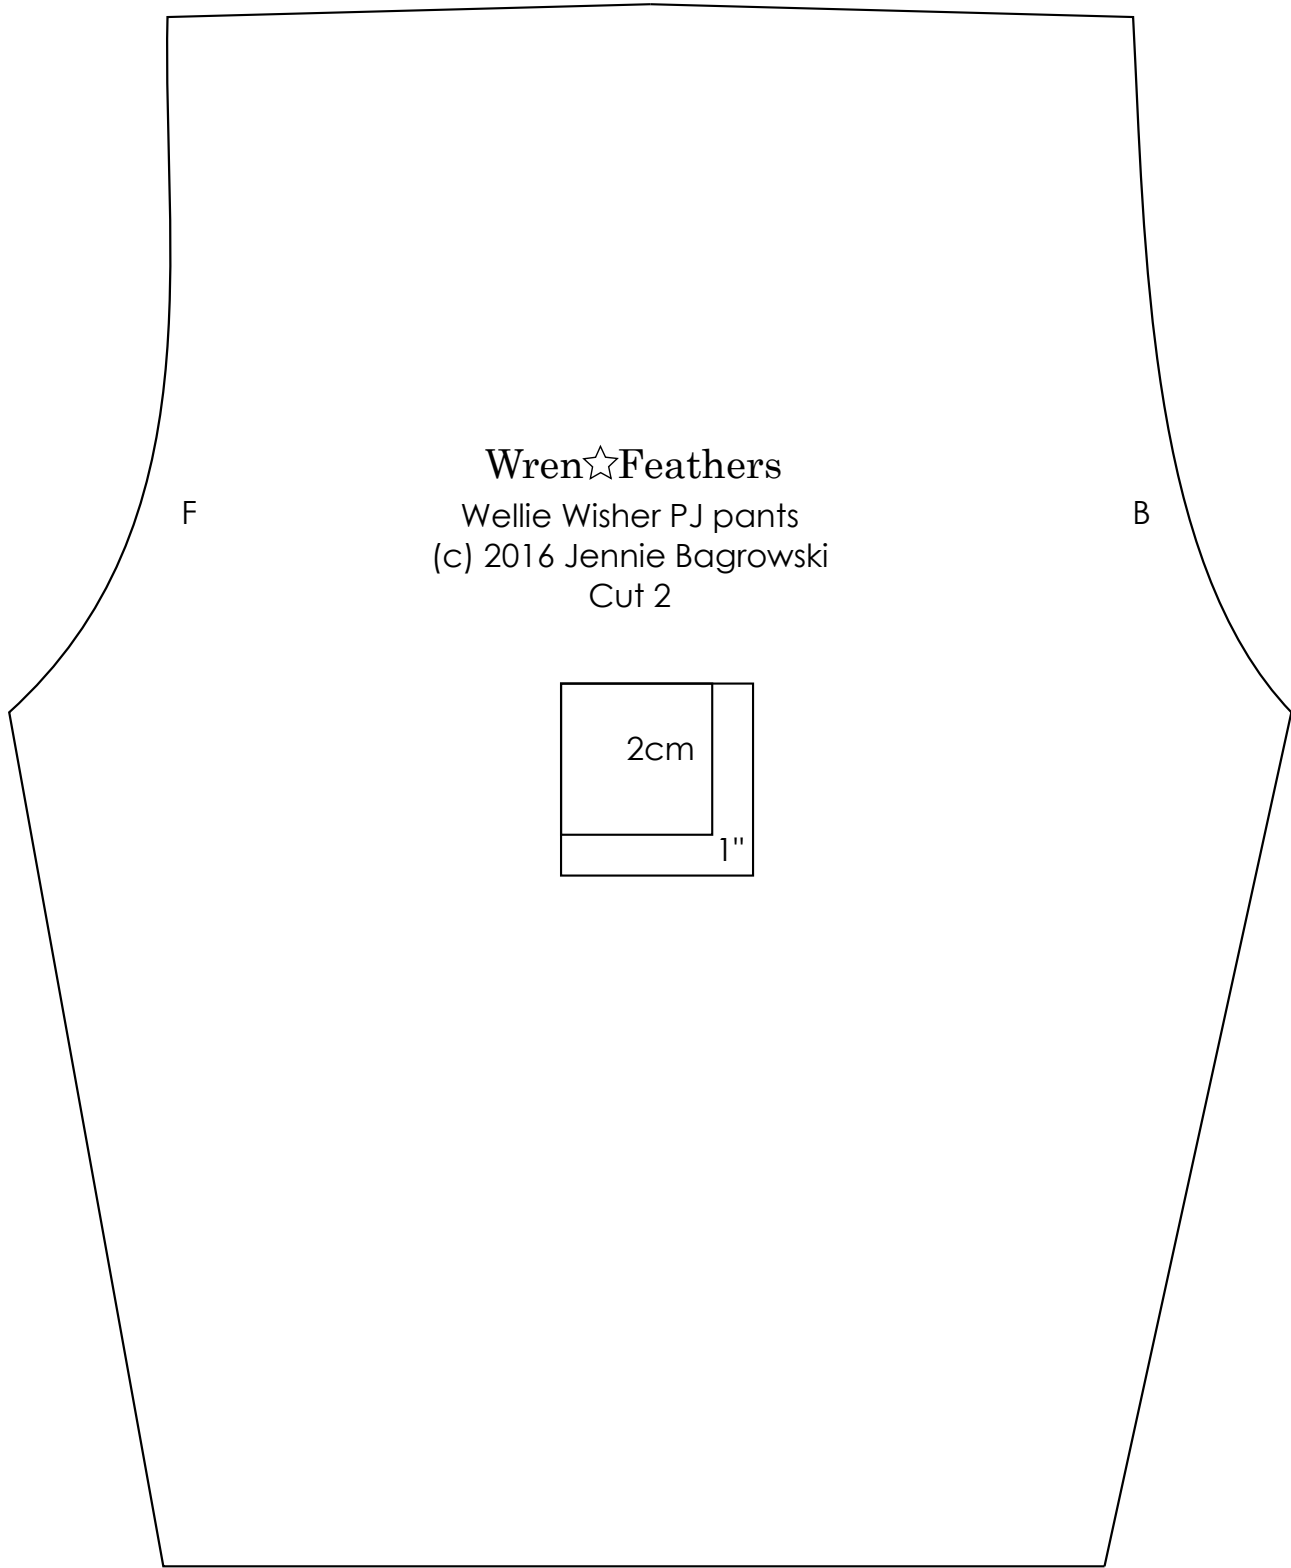 Wren☆Feathers
Wellie Wisher PJ pants
(c) 2016 Jennie Bagrowski
Cut 2
F
B
2cm
1"